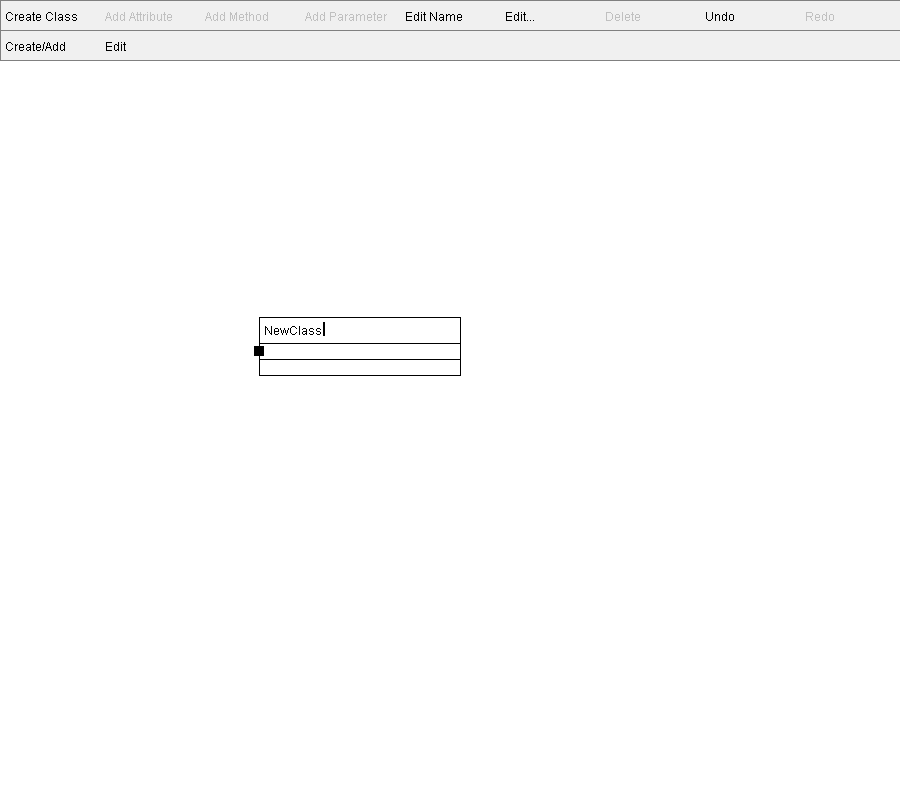 Create Class Add Attribute Add Method Add Parameter Edit Name Edit... Delete Undo Redo
Create/Add Edit
NewClass